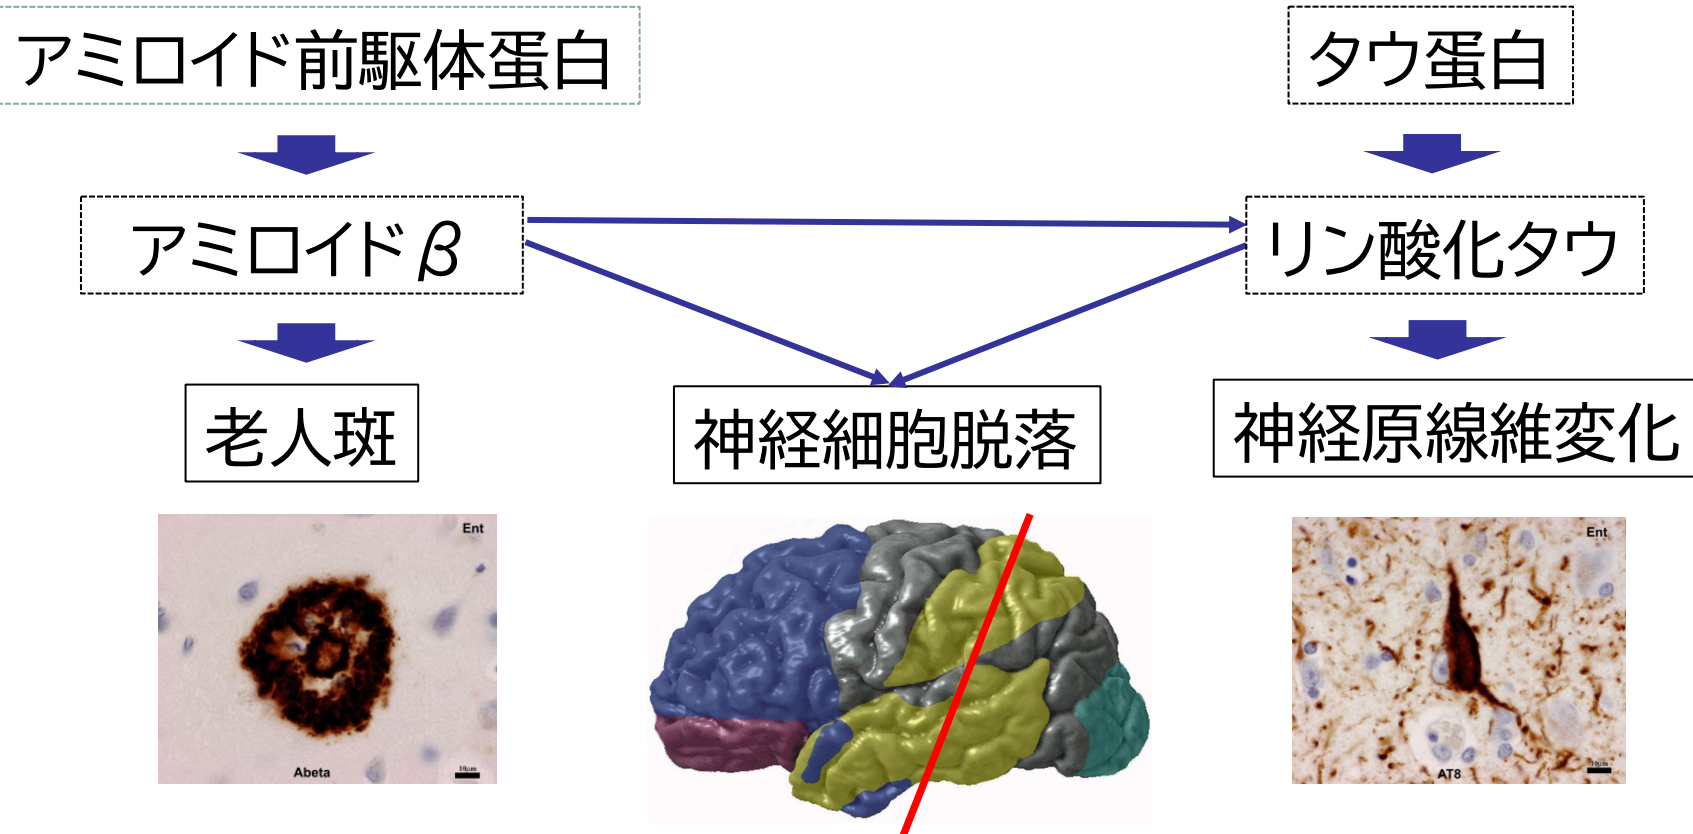 アミロイド前駆体蛋白
タウ蛋白
アミロイドβ
リン酸化タウ
老人斑
神経細胞脱落
神経原線維変化
Ent
Abeta
10μm
Ent
AT8
10μm